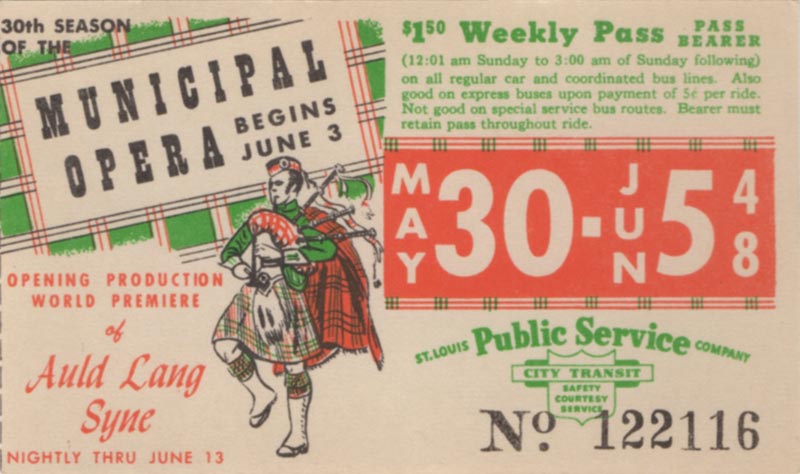 30th SEASON
OF THE
MUNICIPAL
OPERA
BEGINS
JUNE 3
OPENING PRODUCTION
WORLD PREMIERE
of
Auld Lang
Syne
NIGHTLY THRU JUNE 13
$1.50 Weekly Pass
PASS
BEARER
(12:01 am Sunday to 3:00 am of Sunday following)
on all regular car and coordinated bus lines. Also
good on express buses upon payment of 5¢ per ride.
Not good on special service bus routes. Bearer must
retain pass throughout ride.
MAY 30-JUN 5 48
ST. LOUIS Public Service COMPANY
CITY TRANSIT
SAFETY
COURTESY
SERVICE
No. 122116